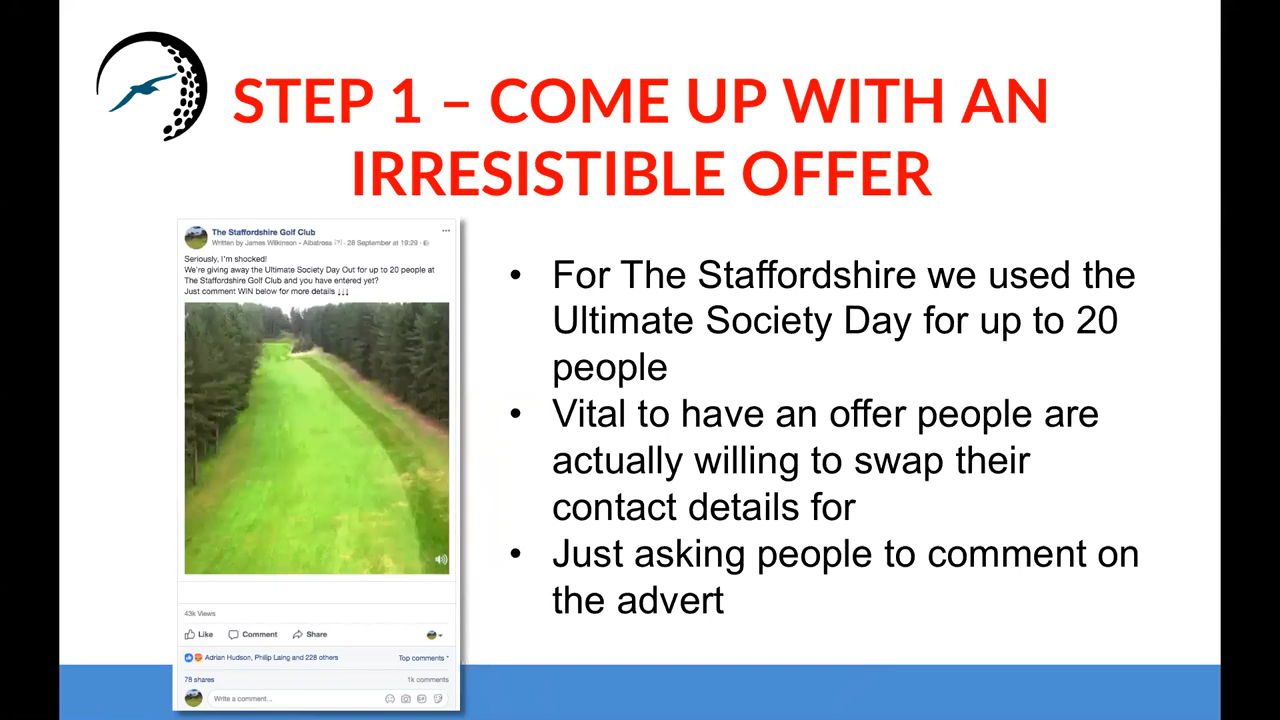 STEP 1 – COME UP WITH AN
IRRESISTIBLE OFFER
The Staffordshire Golf Club
Written by James Wilkinson - Albatross [?] · 28 September at 19:29 ·
Seriously, I'm shocked!
We're giving away the Ultimate Society Day Out for up to 20 people at
The Staffordshire Golf Club and you have entered yet?
Just comment WIN below for more details ↓↓↓
43k Views
Like Comment Share
Adrian Hudson, Philip Laing and 228 others Top comments
78 shares 1k comments
Write a comment...
• For The Staffordshire we used the
Ultimate Society Day for up to 20
people
• Vital to have an offer people are
actually willing to swap their
contact details for
• Just asking people to comment on
the advert